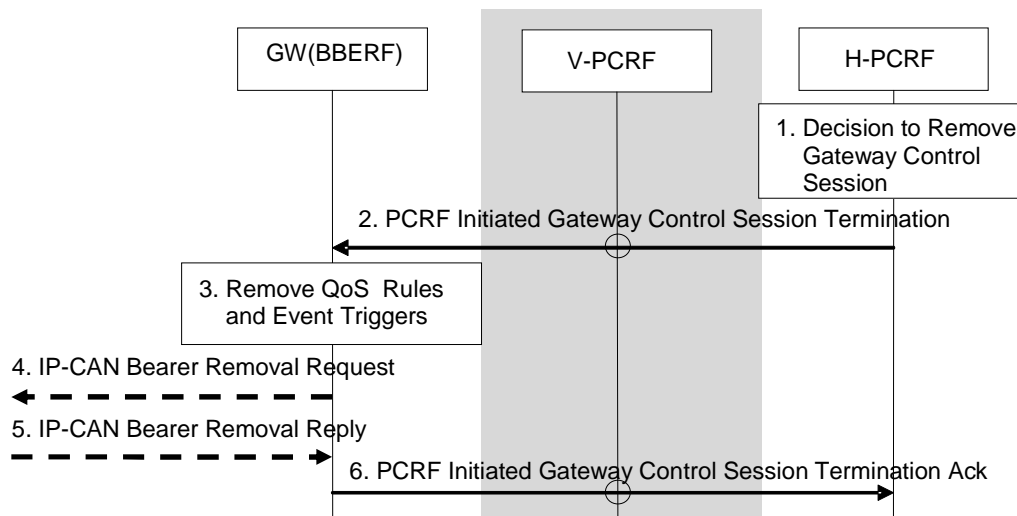 GW(BBERF)
V-PCRF
H-PCRF
1. Decision to Remove
Gateway Control
Session
2. PCRF Initiated Gateway Control Session Termination
3. Remove QoS Rules
and Event Triggers
4. IP-CAN Bearer Removal Request
5. IP-CAN Bearer Removal Reply
6. PCRF Initiated Gateway Control Session Termination Ack